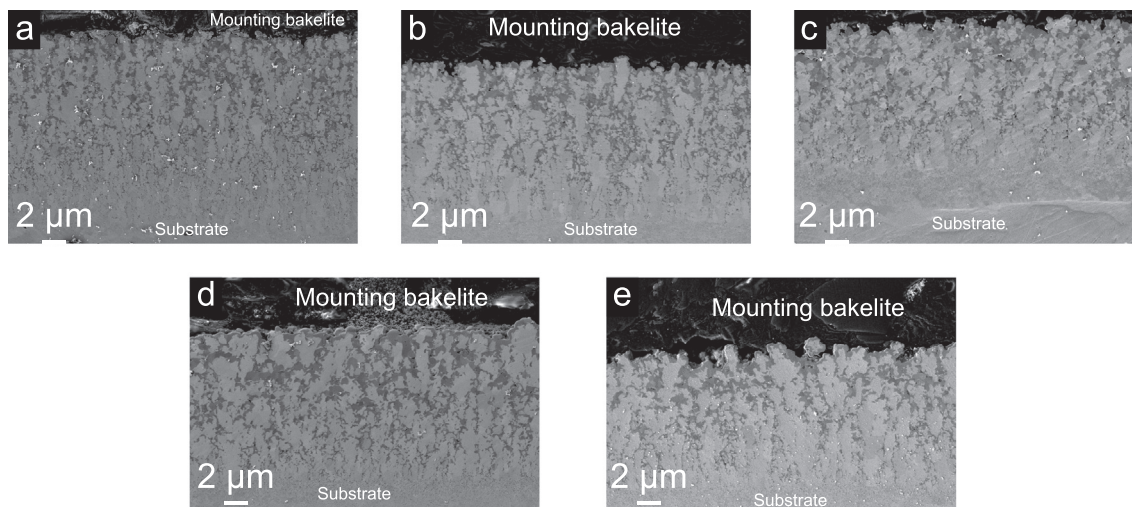 a
Mounting bakelite
2 µm
Substrate
b
Mounting bakelite
2 µm
Substrate
c
2 µm
Substrate
d
Mounting bakelite
2 µm
Substrate
e
Mounting bakelite
2 µm
Substrate